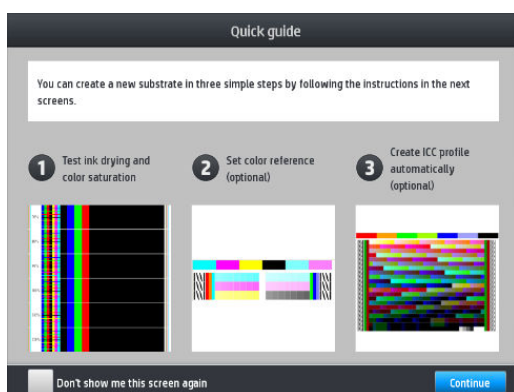 Quick guide
You can create a new substrate in three simple steps by following the instructions in the next
screens.
1 Test ink drying and
color saturation
2 Set color reference
(optional)
3 Create ICC profile
automatically
(optional)
Don't show me this screen again
Continue